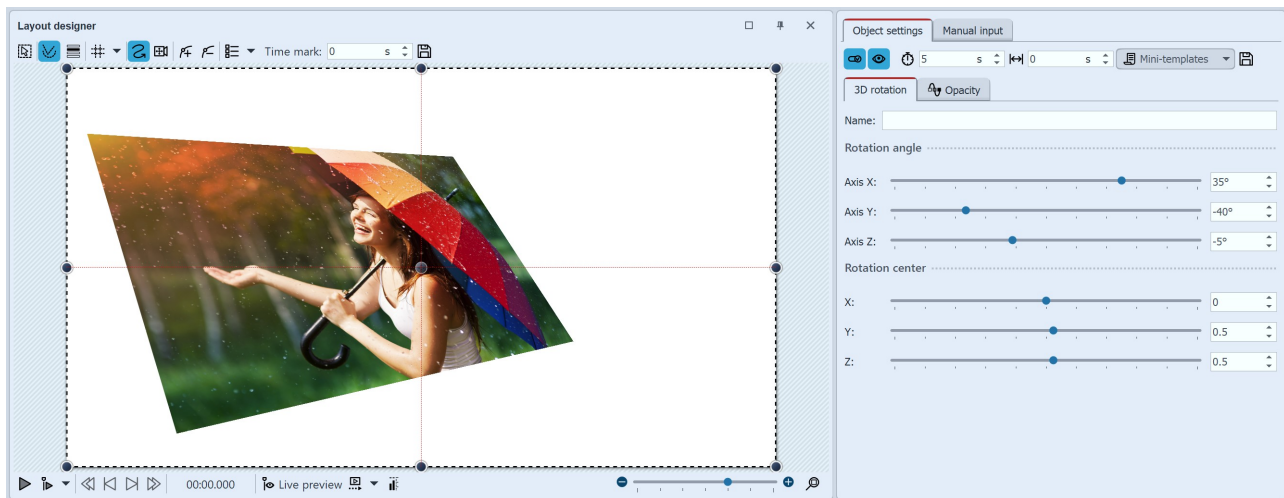 Layout designer
Time mark: 0 s
00:00.000 Live preview
Object settings Manual input
5 s 0 s Mini-templates
3D rotation Opacity
Name:
Rotation angle
Axis X: 35°
Axis Y: -40°
Axis Z: -5°
Rotation center
X: 0
Y: 0.5
Z: 0.5